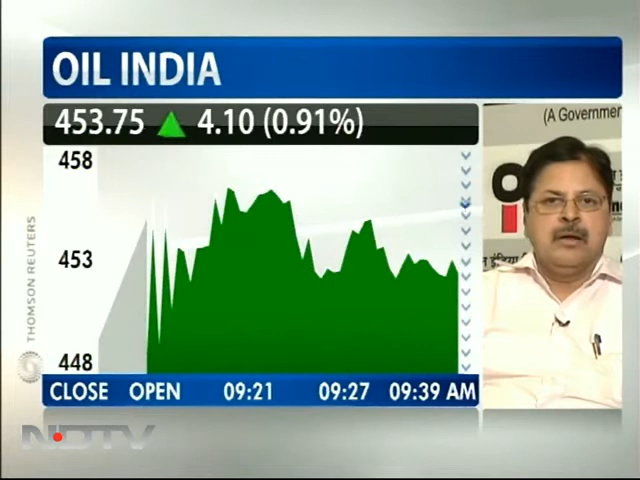 OIL INDIA
453.75 ▲ 4.10 (0.91%)
458
453
448
CLOSE OPEN 09:21 09:27 09:39 AM
THOMSON REUTERS
(A Governmen
इण्डिया
NDTV